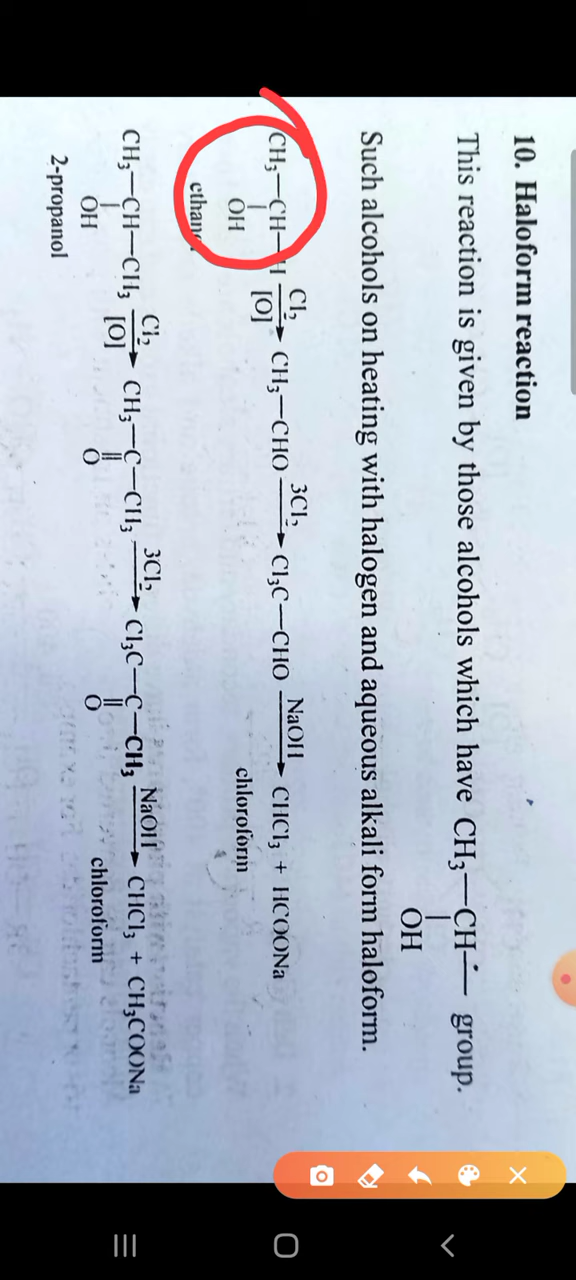 10. Haloform reaction
This reaction is given by those alcohols which have CH₃—CH— group.
OH
Such alcohols on heating with halogen and aqueous alkali form haloform.
Cl₂ 3Cl₂ NaOH
CH₃—CH—H ⟶ CH₃—CHO ⟶ Cl₃C—CHO ⟶ CHCl₃ + HCOONa
OH [O] chloroform
ethanol
Cl₂ 3Cl₂ NaOH
CH₃—CH—CH₃ ⟶ CH₃—C—CH₃ ⟶ Cl₃C—C—CH₃ ⟶ CHCl₃ + CH₃COONa
OH [O] O O chloroform
2-propanol